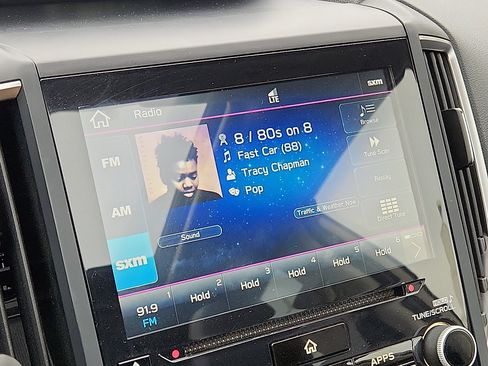 Radio
LTE
sxm
FM
8 / 80s on 8
Browse
Fast Car (88)
Tune Scan
Tracy Chapman
AM
Pop
Replay
Traffic & Weather Now
Sound
Direct Tune
sxm
1
2
3
4
5
6
91.9
Hold
Hold
Hold
Hold
Hold
FM
TUNE/SCROLL
APPS